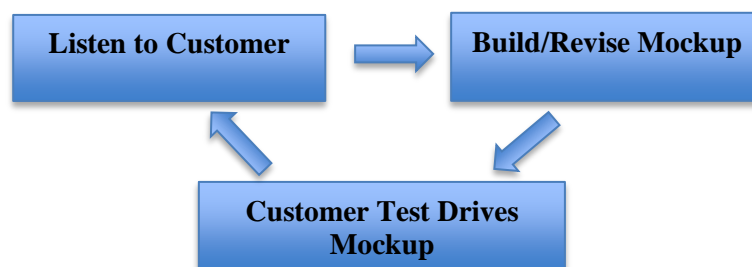 Listen to Customer
Build/Revise Mockup
Customer Test Drives
Mockup